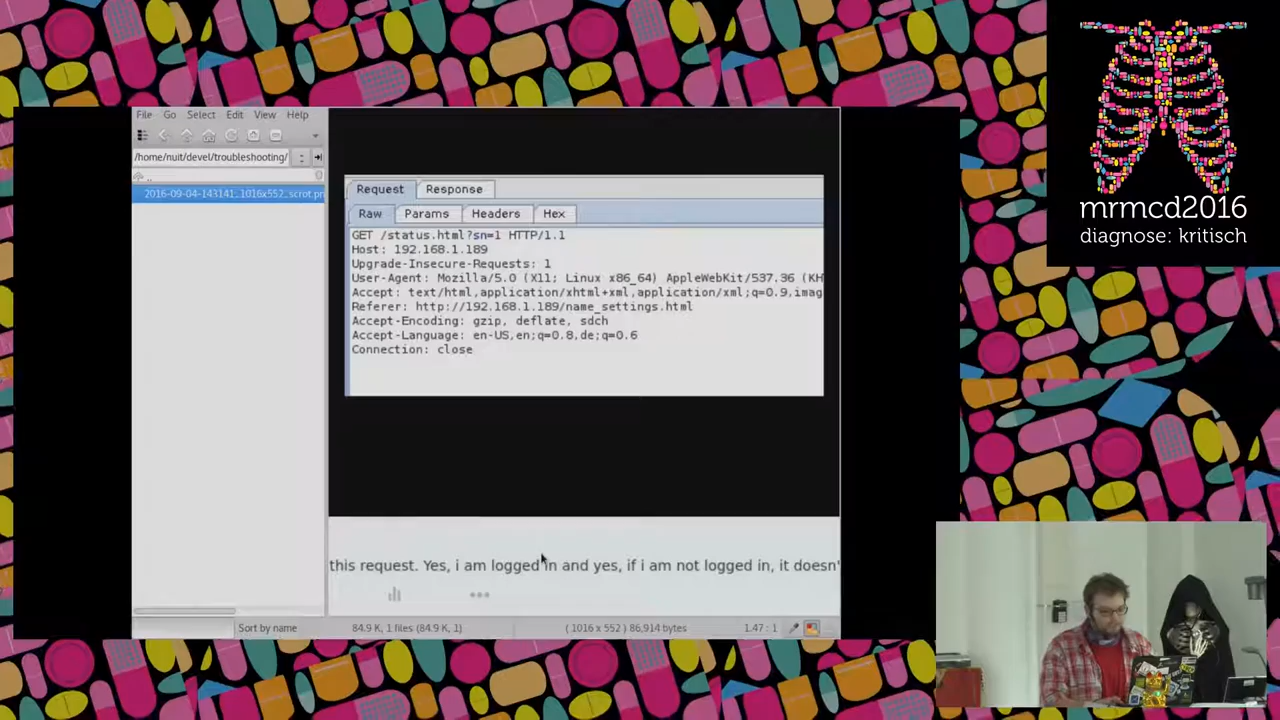 File Go Select Edit View Help
/home/nuit/devel/troubleshooting/
..
2016-09-04-143141_1016x552_scrot.pn
Request Response
Raw Params Headers Hex
GET /status.html?sn=1 HTTP/1.1
Host: 192.168.1.189
Upgrade-Insecure-Requests: 1
User-Agent: Mozilla/5.0 (X11; Linux x86_64) AppleWebKit/537.36 (KH
Accept: text/html,application/xhtml+xml,application/xml;q=0.9,imag
Referer: http://192.168.1.189/name_settings.html
Accept-Encoding: gzip, deflate, sdch
Accept-Language: en-US,en;q=0.8,de;q=0.6
Connection: close
this request. Yes, i am logged in and yes, if i am not logged in, it doesn'
Sort by name 84.9 K, 1 files (84.9 K, 1) (1016 x 552) 86,914 bytes 1.47 : 1
mrmcd2016
diagnose: kritisch